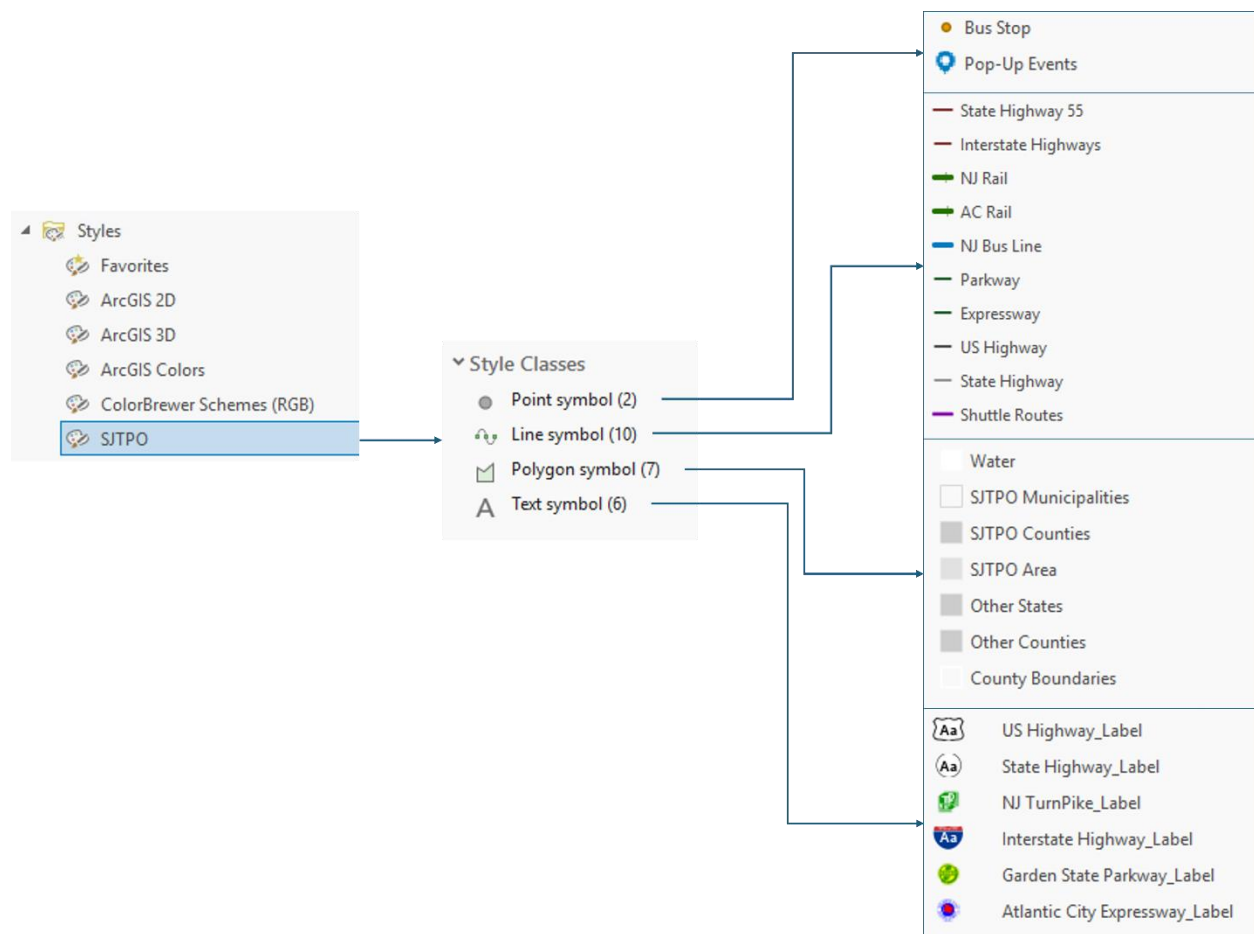 Styles
Favorites
ArcGIS 2D
ArcGIS 3D
ArcGIS Colors
ColorBrewer Schemes (RGB)
SJTPO
Style Classes
Point symbol (2)
Line symbol (10)
Polygon symbol (7)
A Text symbol (6)
Bus Stop
Pop-Up Events
State Highway 55
Interstate Highways
NJ Rail
AC Rail
NJ Bus Line
Parkway
Expressway
US Highway
State Highway
Shuttle Routes
Water
SJTPO Municipalities
SJTPO Counties
SJTPO Area
Other States
Other Counties
County Boundaries
Aa US Highway_Label
Aa State Highway_Label
NJ TurnPike_Label
Aa Interstate Highway_Label
Garden State Parkway_Label
Atlantic City Expressway_Label